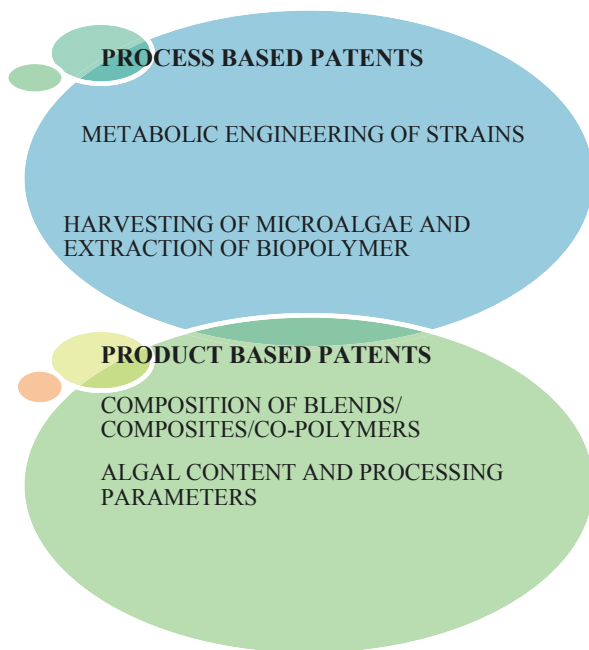 PROCESS BASED PATENTS
METABOLIC ENGINEERING OF STRAINS
HARVESTING OF MICROALGAE AND
EXTRACTION OF BIOPOLYMER
PRODUCT BASED PATENTS
COMPOSITION OF BLENDS/
COMPOSITES/CO-POLYMERS
ALGAL CONTENT AND PROCESSING
PARAMETERS